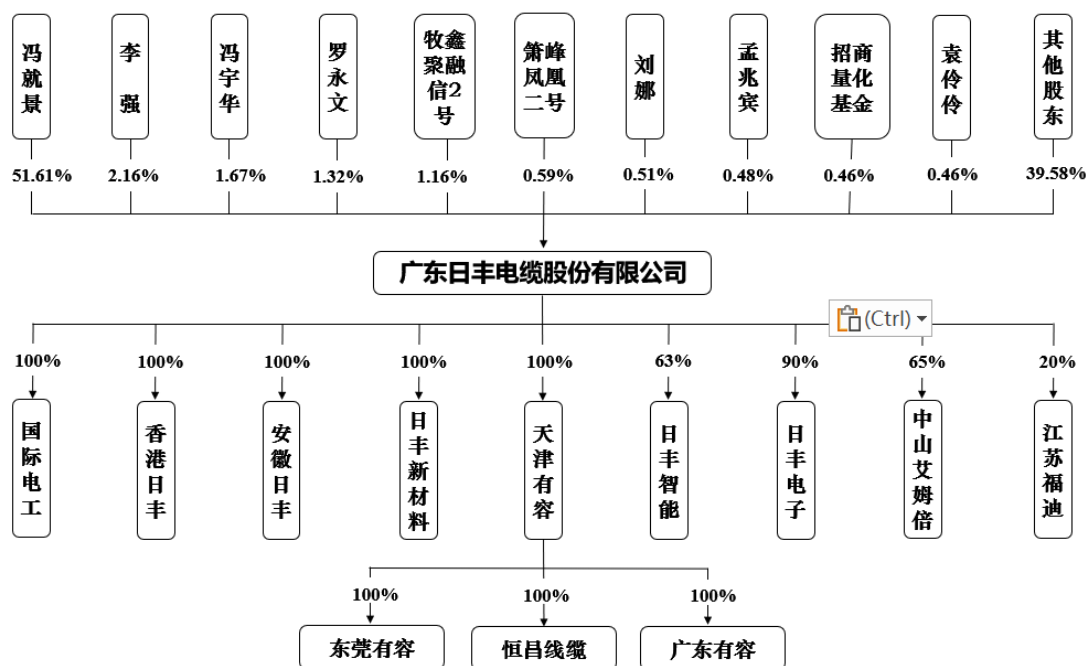 冯就景
李强
冯宇华
罗永文
牧鑫聚融信2号
箫峰凤凰二号
刘娜
孟兆宾
招商量化基金
袁伶伶
其他股东
51.61%
2.16%
1.67%
1.32%
1.16%
0.59%
0.51%
0.48%
0.46%
0.46%
39.58%
广东日丰电缆股份有限公司
(Ctrl)
100%
100%
100%
100%
100%
63%
90%
65%
20%
国际电工
香港日丰
安徽日丰
日丰新材料
天津有容
日丰智能
日丰电子
中山艾姆倍
江苏福迪
100%
100%
100%
东莞有容
恒昌线缆
广东有容